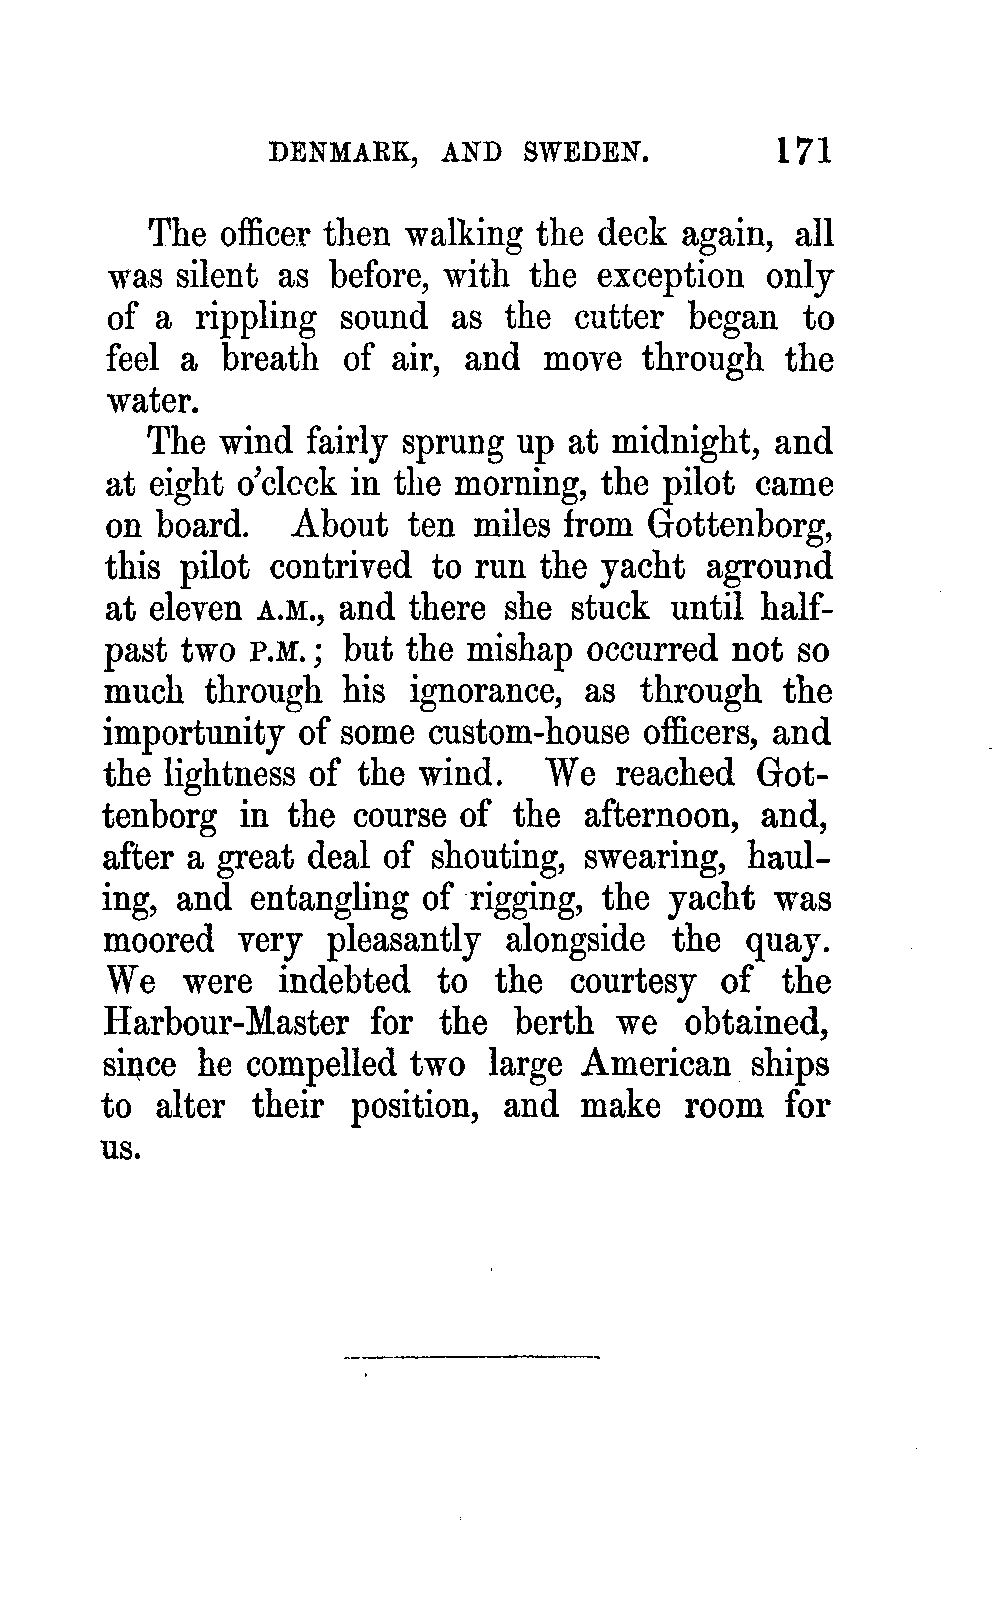 DENMARK, AND SWEDEN. 171
The officer then walking the deck again, all
was silent as before, with the exception only
of a rippling sound as the cutter began to
feel a breath of air, and move through the
water.
The wind fairly sprung up at midnight, and
at eight o'clock in the morning, the pilot came
on board. About ten miles from Gottenborg,
this pilot contrived to run the yacht aground
at eleven A.M., and there she stuck until half-
past two P.M.; but the mishap occurred not so
much through his ignorance, as through the
importunity of some custom-house officers, and
the lightness of the wind. We reached Got-
tenborg in the course of the afternoon, and,
after a great deal of shouting, swearing, haul-
ing, and entangling of rigging, the yacht was
moored very pleasantly alongside the quay.
We were indebted to the courtesy of the
Harbour-Master for the berth we obtained,
since he compelled two large American ships
to alter their position, and make room for
us.